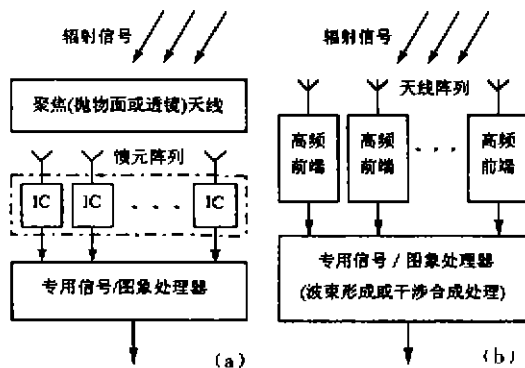 辐射信号
聚焦(抛物面或透镜)天线
馈元阵列
IC IC · · · IC
专用信号/图象处理器
(a)
辐射信号
天线阵列
高频前端 高频前端 · · · 高频前端
专用信号/图象处理器
(波束形成或干涉合成处理)
(b)